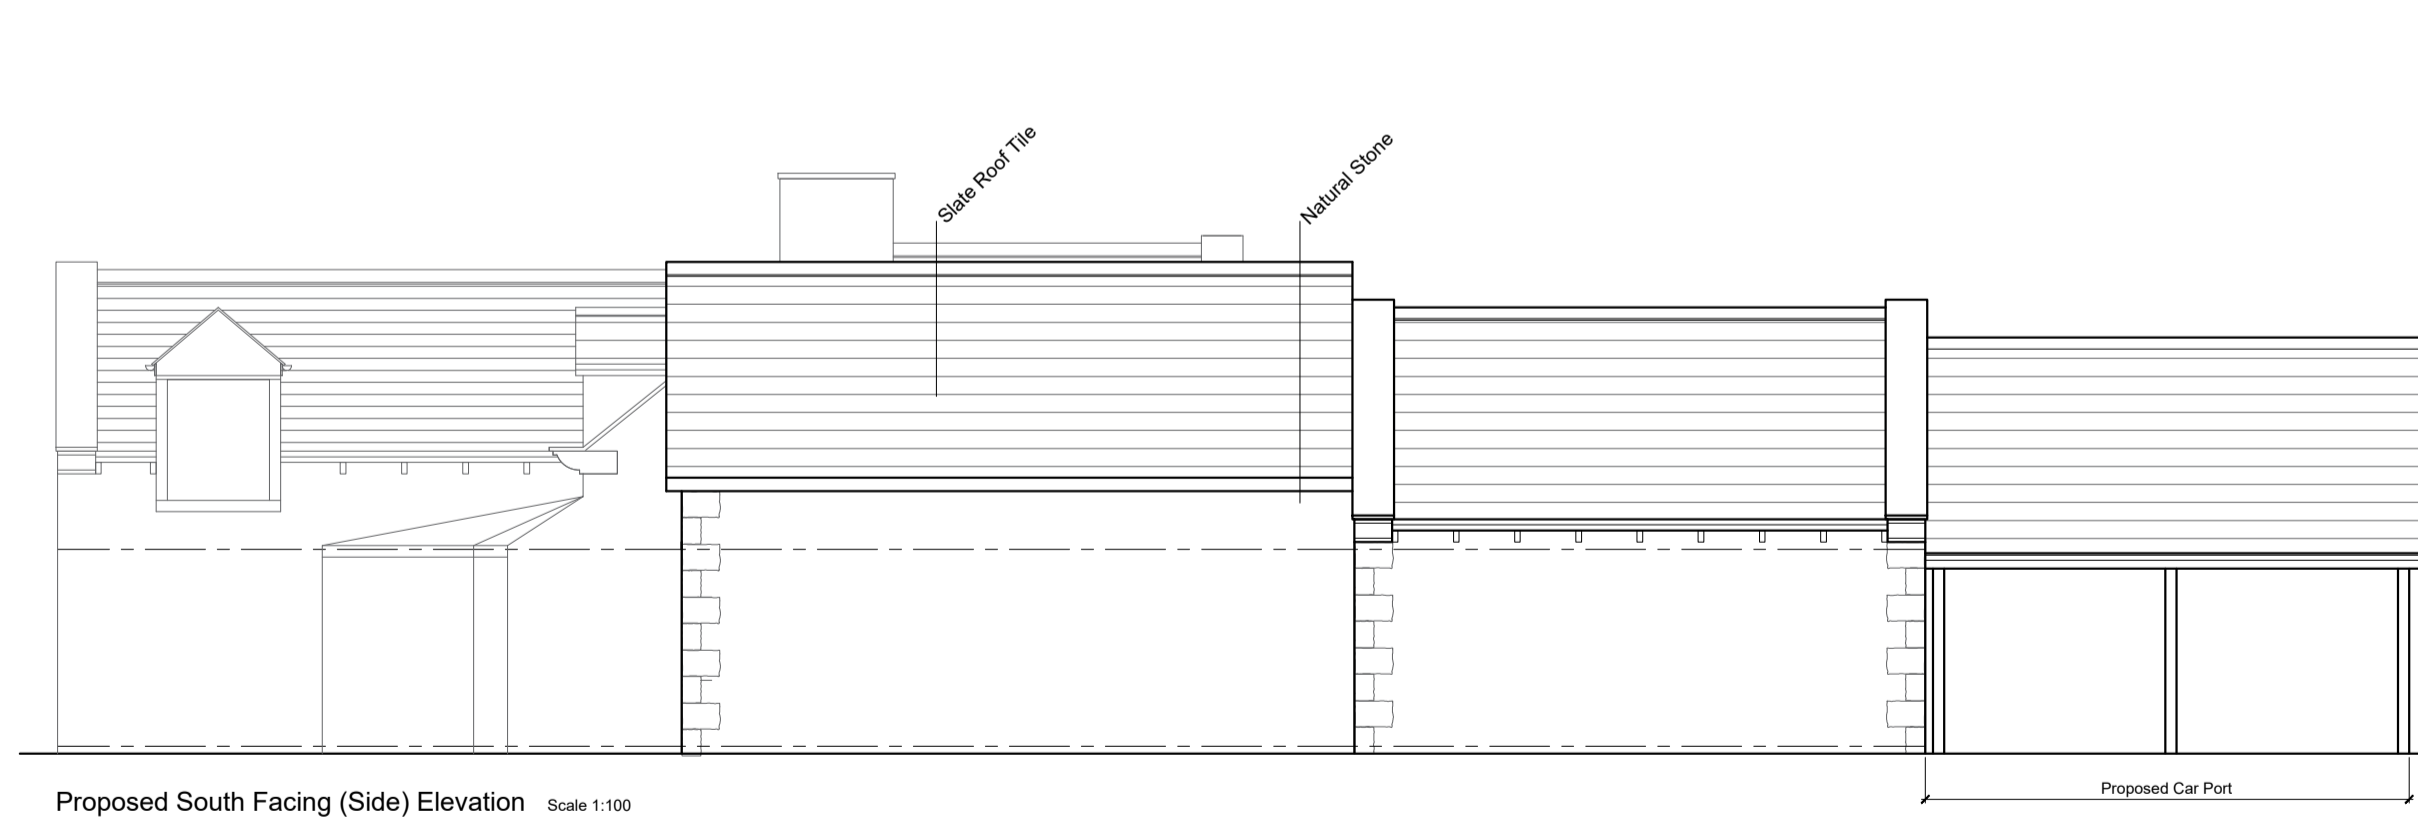 Slate Roof Tile
Natural Stone
Proposed Car Port
Proposed South Facing (Side) Elevation Scale 1:100